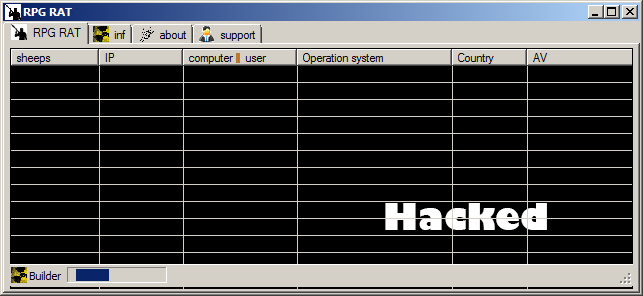 RPG RAT
RPG RAT inf about support
sheeps IP computer user Operation system Country AV
Hacked
Builder